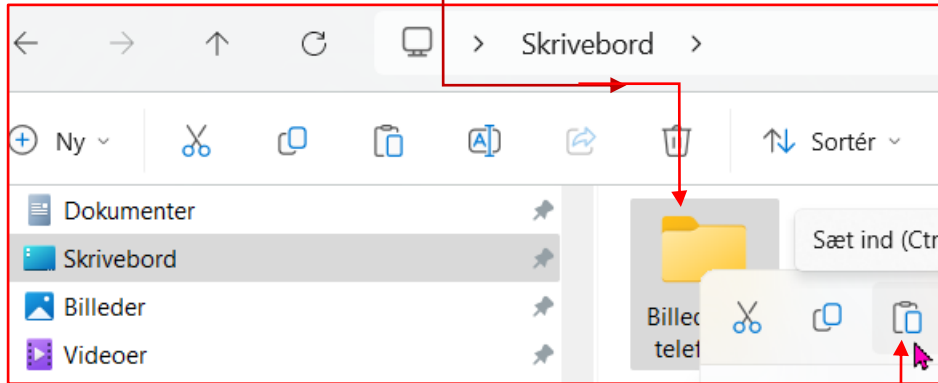 Skrivebord
Ny
Sortér
Dokumenter
Skrivebord
Billeder
Videoer
Sæt ind (Ctr